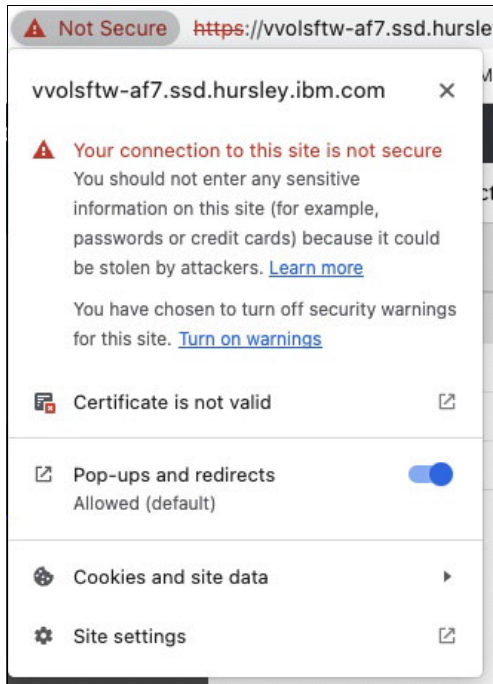 Not Secure https://vvolsftw-af7.ssd.hursle
vvolsftw-af7.ssd.hursley.ibm.com
Your connection to this site is not secure
You should not enter any sensitive
information on this site (for example,
passwords or credit cards) because it could
be stolen by attackers. Learn more
You have chosen to turn off security warnings
for this site. Turn on warnings
Certificate is not valid
Pop-ups and redirects
Allowed (default)
Cookies and site data
Site settings